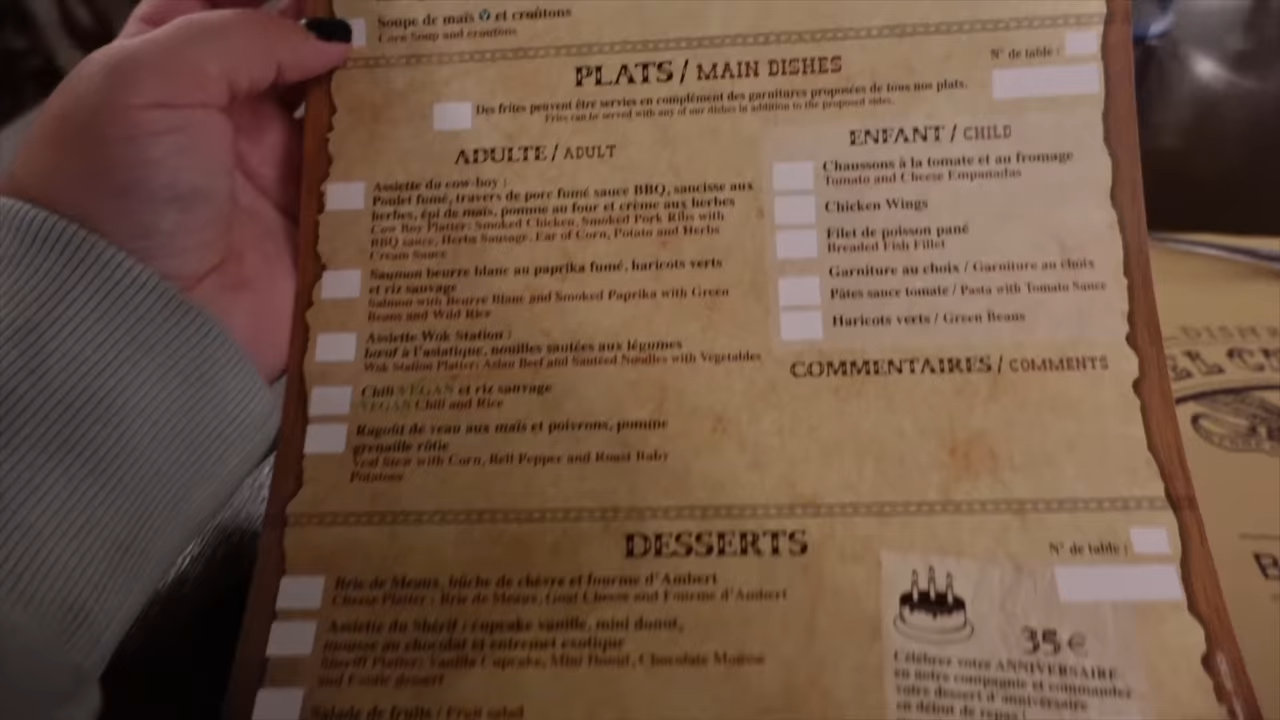 Soupe de maïs et croûtons
Corn Soup and croutons
PLATS / MAIN DISHES
N° de table :
Des frites peuvent être servies en complément des garnitures proposées de tous nos plats.
Fries can be served with any of our dishes in addition to the proposed sides.
ADULTE / ADULT
Assiette du cow-boy :
Poulet fumé, travers de porc fumé sauce BBQ, saucisse aux
herbes, épi de maïs, pomme au four et crème aux herbes
Cow Boy Platter: Smoked Chicken, Smoked Pork Ribs with
BBQ sauce, Herbs Sausage, Ear of Corn, Potato and Herbs
Cream Sauce
Saumon beurre blanc au paprika fumé, haricots verts
et riz sauvage
Salmon with Beurre Blanc and Smoked Paprika with Green
Beans and Wild Rice
Assiette Wok Station :
bœuf à l'asiatique, nouilles sautées aux légumes
Wok Station Platter: Asian Beef and Sauteed Noodles with Vegetables
Chili VEGAN et riz sauvage
VEGAN Chili and Rice
Ragoût de veau aux maïs et poivrons, pomme
grenaille rôtie
Veal Stew with Corn, Bell Pepper and Roast Baby
Potatoes
ENFANT / CHILD
Chaussons à la tomate et au fromage
Tomato and Cheese Empanadas
Chicken Wings
Filet de poisson pané
Breaded Fish Fillet
Garniture au choix / Garniture au choix
Pâtes sauce tomate / Pasta with Tomato Sauce
Haricots verts / Green Beans
COMMENTAIRES / COMMENTS
DESSERTS
N° de table :
Brie de Meaux, bûche de chèvre et fourme d'Ambert
Cheese Platter : Brie de Meaux, Goat Cheese and Fourme d'Ambert
Assiette du Shérif : cupcake vanille, mini donut,
mousse au chocolat et entremet exotique
Sheriff Platter: Vanilla Cupcake, Mini Donut, Chocolate Mousse
and Exotic dessert
Salade de fruits / Fruit salad
35 €
Célébrez votre ANNIVERSAIRE
en notre compagnie et commandez
votre dessert d'anniversaire
en début de repas !